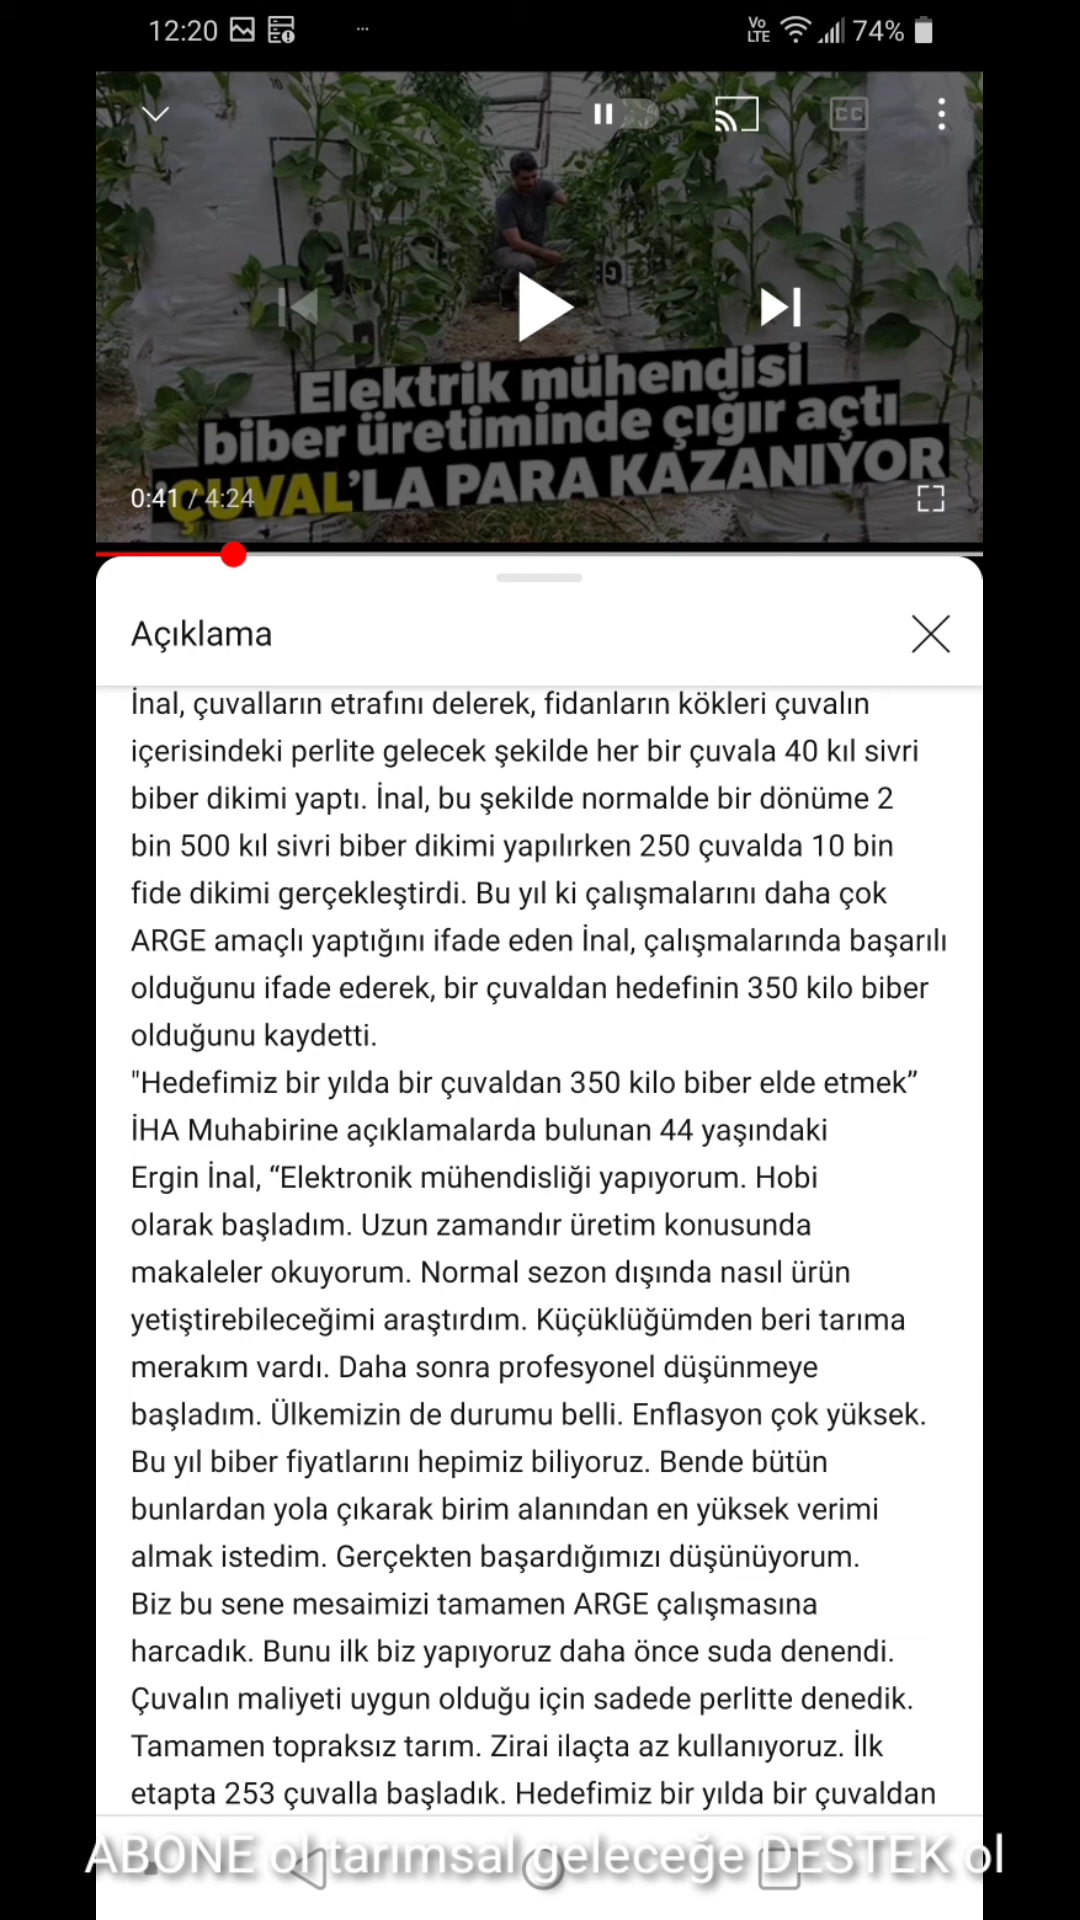 12:20
Vo LTE 74%
CC
Elektrik mühendisi
biber üretiminde çığır açtı
'ÇUVAL'LA PARA KAZANIYOR
0:41 / 4:24
Açıklama
İnal, çuvalların etrafını delerek, fidanların kökleri çuvalın
içerisindeki perlite gelecek şekilde her bir çuvala 40 kıl sivri
biber dikimi yaptı. İnal, bu şekilde normalde bir dönüme 2
bin 500 kıl sivri biber dikimi yapılırken 250 çuvalda 10 bin
fide dikimi gerçekleştirdi. Bu yıl ki çalışmalarını daha çok
ARGE amaçlı yaptığını ifade eden İnal, çalışmalarında başarılı
olduğunu ifade ederek, bir çuvaldan hedefinin 350 kilo biber
olduğunu kaydetti.
"Hedefimiz bir yılda bir çuvaldan 350 kilo biber elde etmek”
İHA Muhabirine açıklamalarda bulunan 44 yaşındaki
Ergin İnal, “Elektronik mühendisliği yapıyorum. Hobi
olarak başladım. Uzun zamandır üretim konusunda
makaleler okuyorum. Normal sezon dışında nasıl ürün
yetiştirebileceğimi araştırdım. Küçüklüğümden beri tarıma
merakım vardı. Daha sonra profesyonel düşünmeye
başladım. Ülkemizin de durumu belli. Enflasyon çok yüksek.
Bu yıl biber fiyatlarını hepimiz biliyoruz. Bende bütün
bunlardan yola çıkarak birim alanından en yüksek verimi
almak istedim. Gerçekten başardığımızı düşünüyorum.
Biz bu sene mesaimizi tamamen ARGE çalışmasına
harcadık. Bunu ilk biz yapıyoruz daha önce suda denendi.
Çuvalın maliyeti uygun olduğu için sadede perlitte denedik.
Tamamen topraksız tarım. Zirai ilaçta az kullanıyoruz. İlk
etapta 253 çuvalla başladık. Hedefimiz bir yılda bir çuvaldan
ABONE ol tarımsal geleceğe DESTEK ol